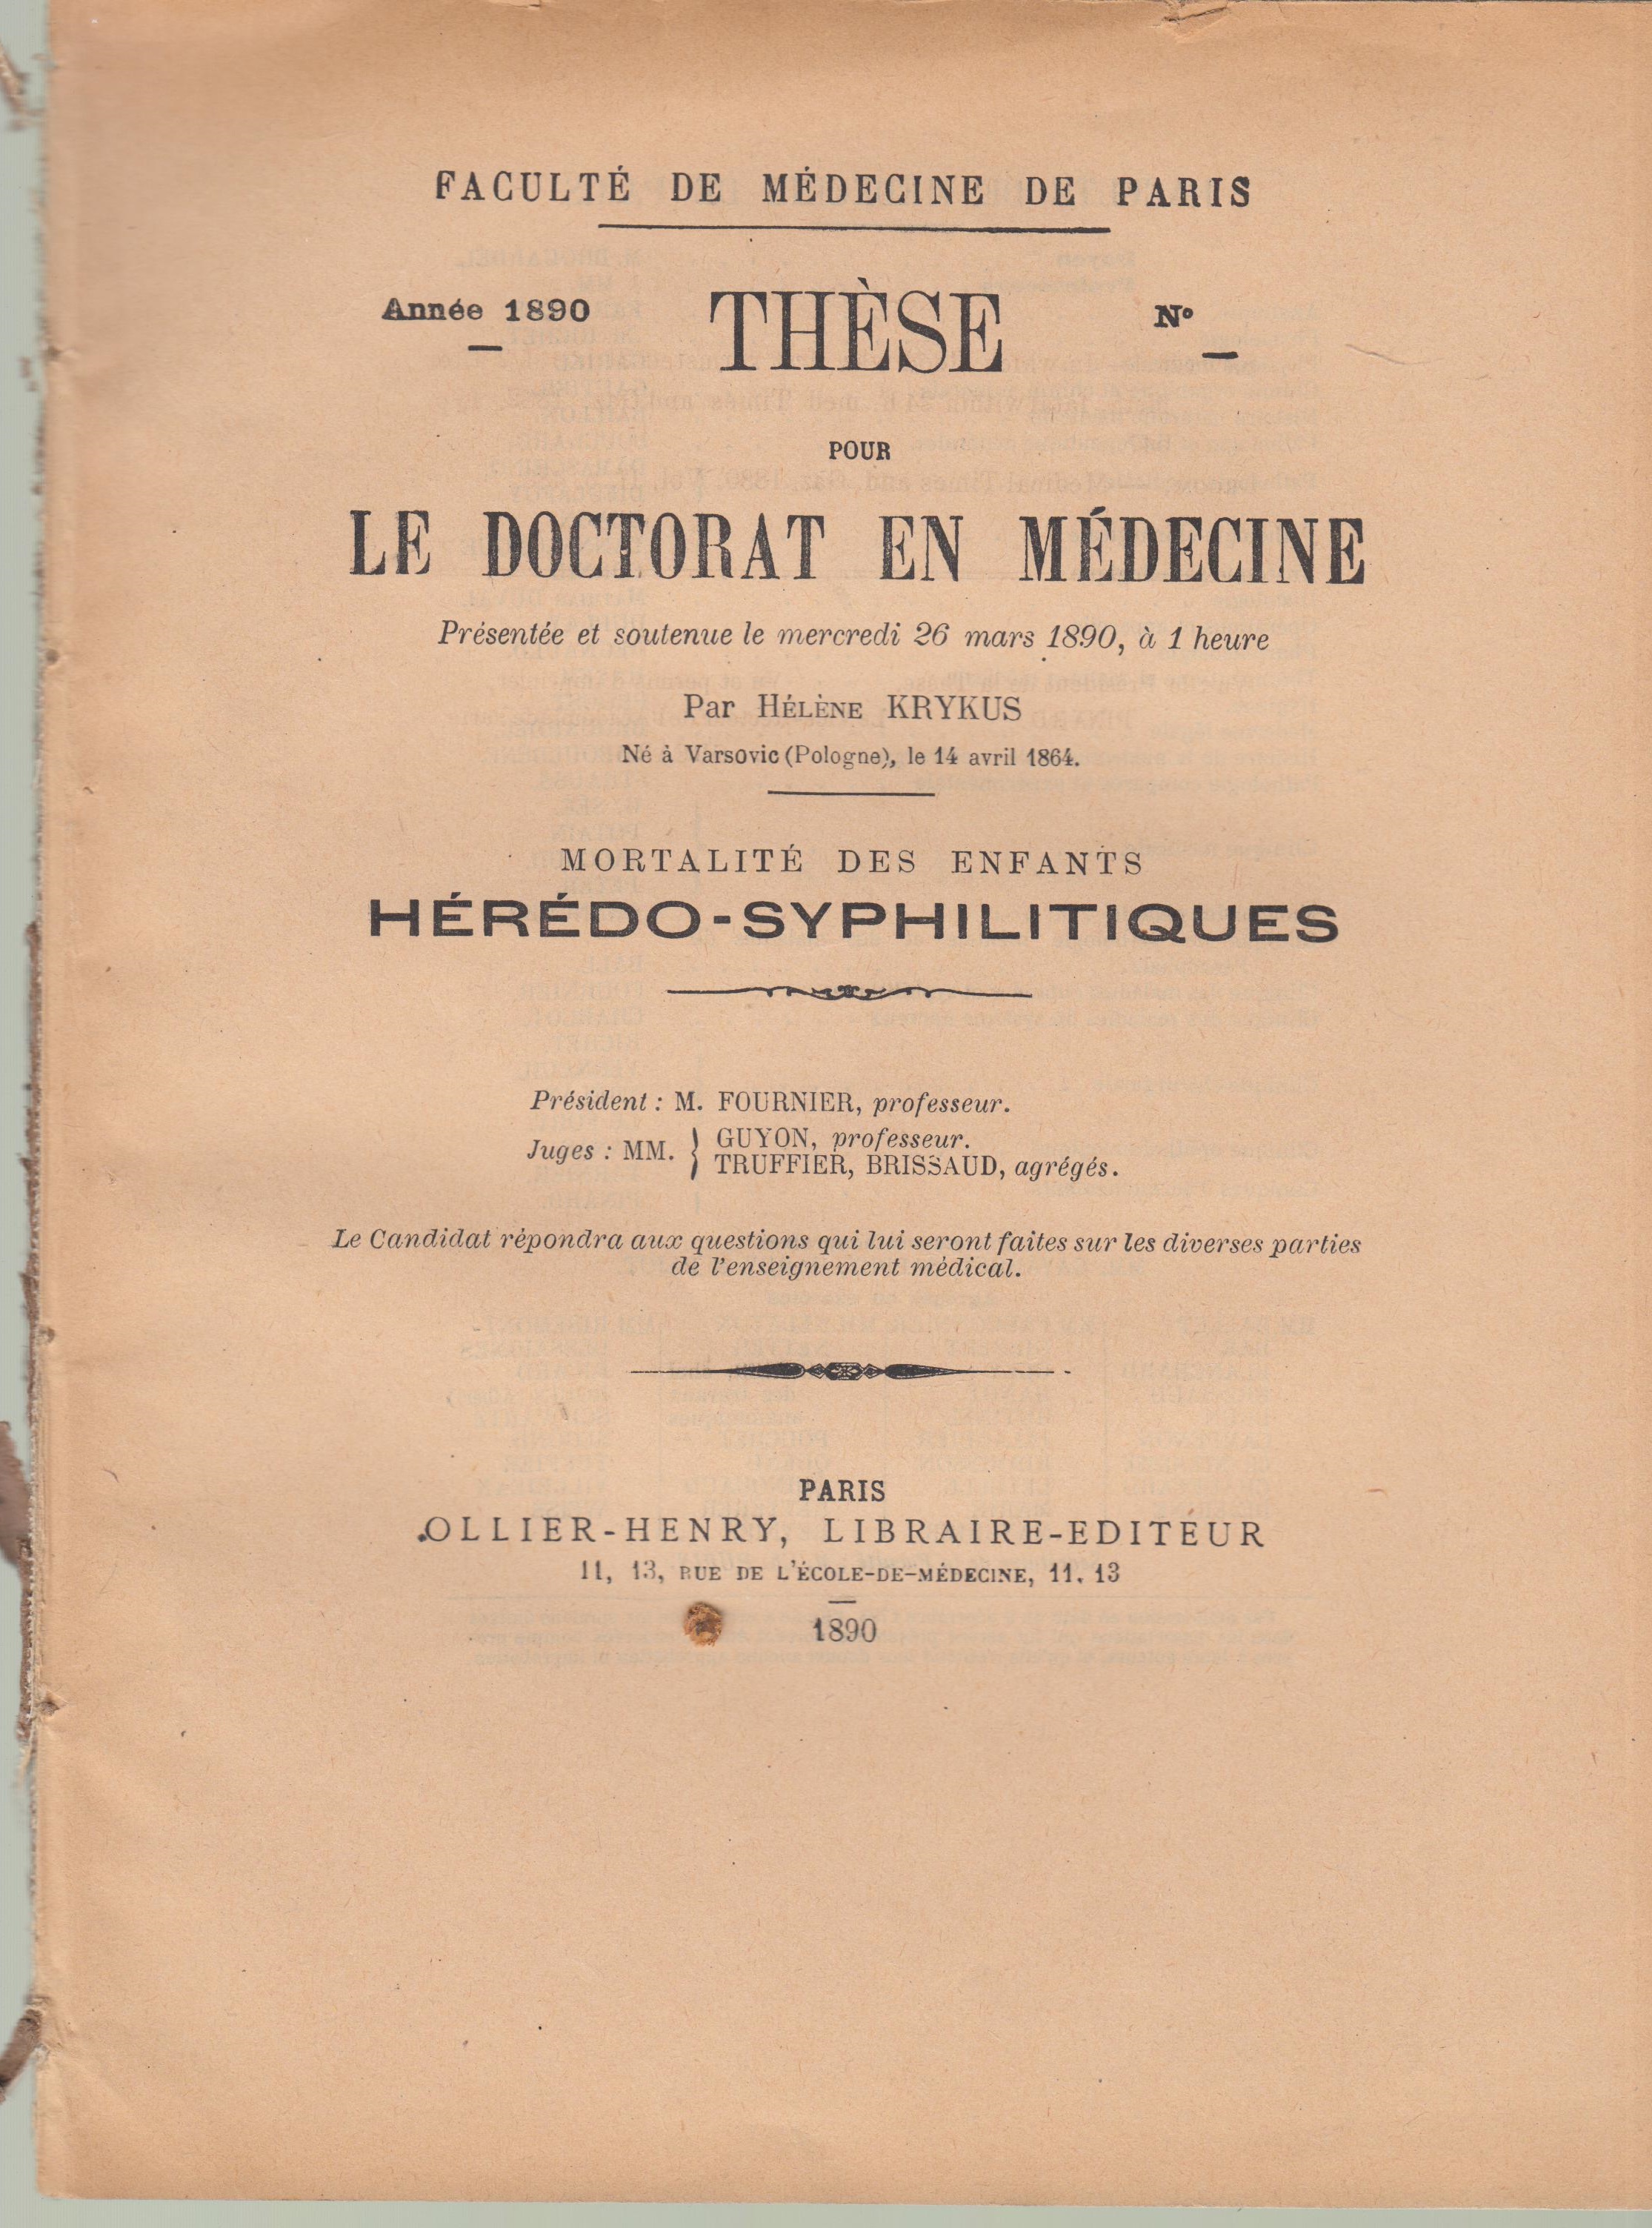 FACULTÉ DE MÉDECINE DE PARIS
Année 1890 THÈSE N°
POUR
LE DOCTORAT EN MÉDECINE
Présentée et soutenue le mercredi 26 mars 1890, à 1 heure
Par HÉLÈNE KRYKUS
Né à Varsovic (Pologne), le 14 avril 1864.
MORTALITÉ DES ENFANTS
HÉRÉDO-SYPHILITIQUES
Président : M. FOURNIER, professeur.
Juges : MM. } GUYON, professeur.
TRUFFIER, BRISSAUD, agrégés.
Le Candidat répondra aux questions qui lui seront faites sur les diverses parties
de l'enseignement médical.
PARIS
OLLIER-HENRY, LIBRAIRE-EDITEUR
11, 13, RUE DE L'ÉCOLE-DE-MÉDECINE, 11, 13
1890